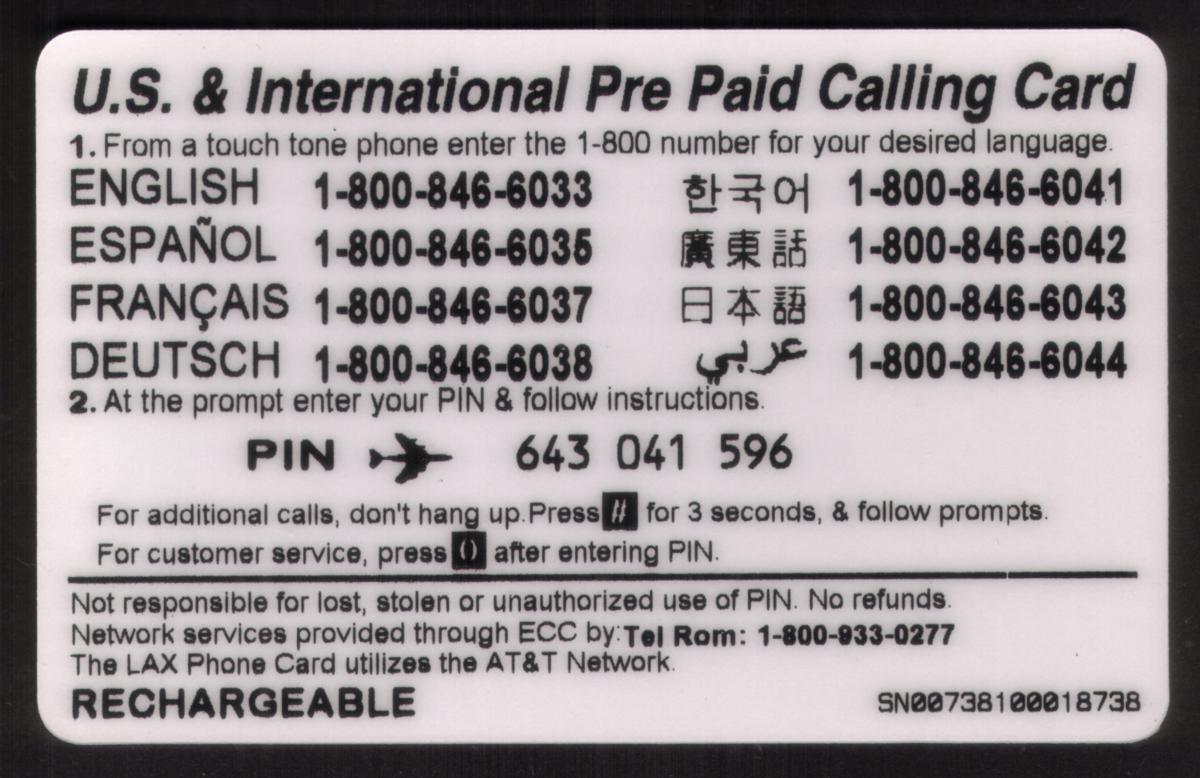 U.S. & International Pre Paid Calling Card
1. From a touch tone phone enter the 1-800 number for your desired language.
ENGLISH 1-800-846-6033 한국어 1-800-846-6041
ESPAÑOL 1-800-846-6035 廣東話 1-800-846-6042
FRANÇAIS 1-800-846-6037 日本語 1-800-846-6043
DEUTSCH 1-800-846-6038 عربي 1-800-846-6044
2. At the prompt enter your PIN & follow instructions.
PIN 643 041 596
For additional calls, don't hang up.Press # for 3 seconds, & follow prompts.
For customer service, press 0 after entering PIN.
Not responsible for lost, stolen or unauthorized use of PIN. No refunds.
Network services provided through ECC by:Tel Rom: 1-800-933-0277
The LAX Phone Card utilizes the AT&T Network.
RECHARGEABLE SN00738100018738